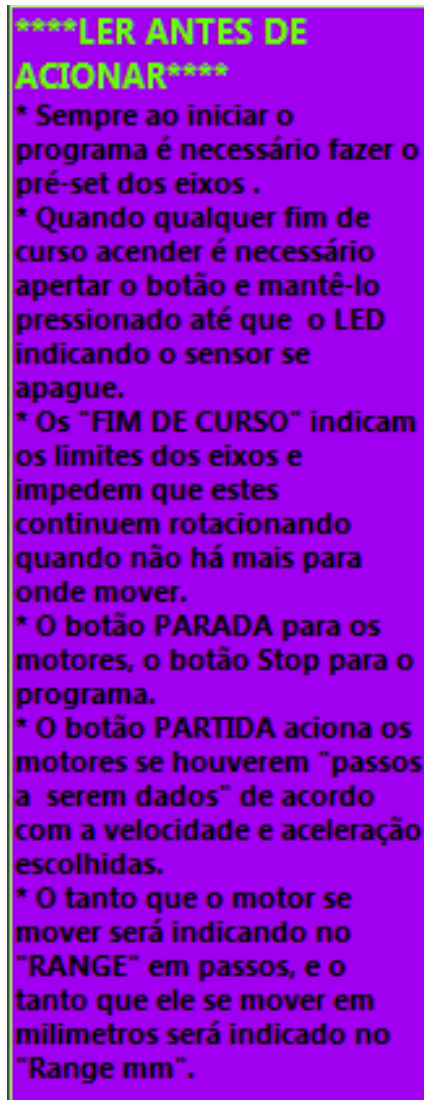 ****LER ANTES DE
ACIONAR****
* Sempre ao iniciar o
programa é necessário fazer o
pré-set dos eixos .
* Quando qualquer fim de
curso acender é necessário
apertar o botão e mantê-lo
pressionado até que  o LED
indicando o sensor se
apague.
* Os "FIM DE CURSO" indicam
os limites dos eixos e
impedem que estes
continuem rotacionando
quando não há mais para
onde mover.
* O botão PARADA para os
motores, o botão Stop para o
programa.
* O botão PARTIDA aciona os
motores se houverem "passos
a  serem dados" de acordo
com a velocidade e aceleração
escolhidas.
* O tanto que o motor se
mover será indicando no
"RANGE" em passos, e o
tanto que ele se mover em
milimetros será indicado no
"Range mm".